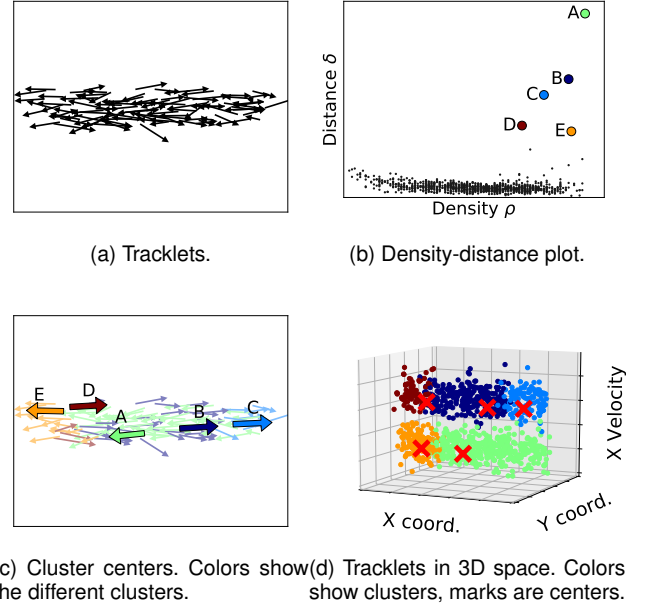 A
B
C
D
E
Distance δ
Density ρ
(a) Tracklets.
(b) Density-distance plot.
E
D
A
B
C
X Velocity
X coord.
Y coord.
c) Cluster centers. Colors show
he different clusters.
(d) Tracklets in 3D space. Colors
show clusters, marks are centers.